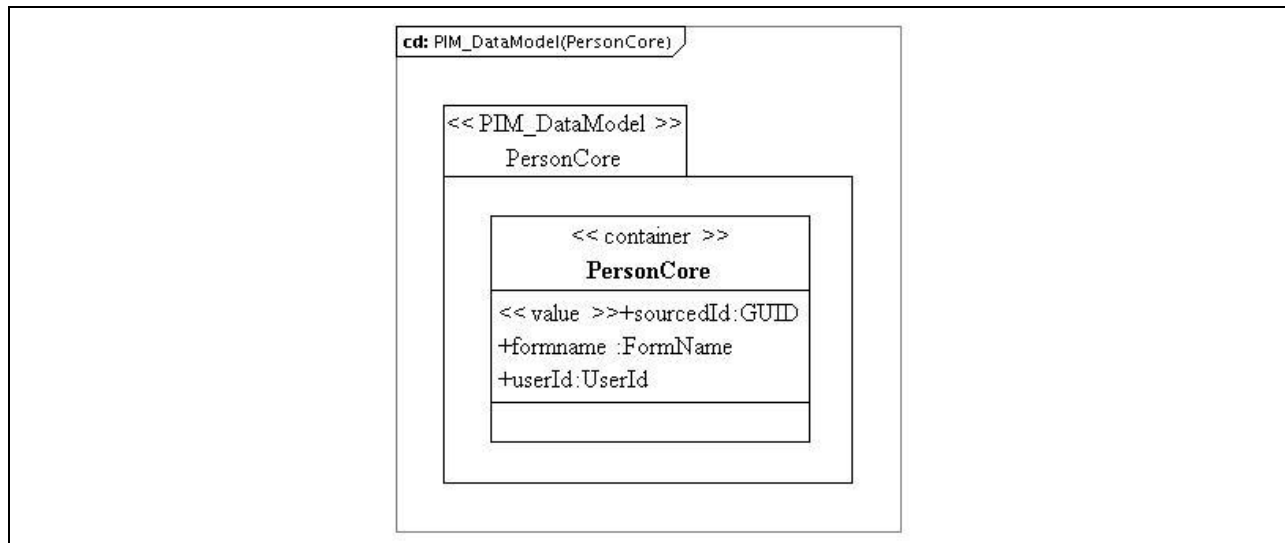 cd: PIM_DataModel(PersonCore)
<< PIM_DataModel >>
PersonCore
<< container >>
PersonCore
<< value >>+sourcedId:GUID
+formname :FormName
+userId:UserId